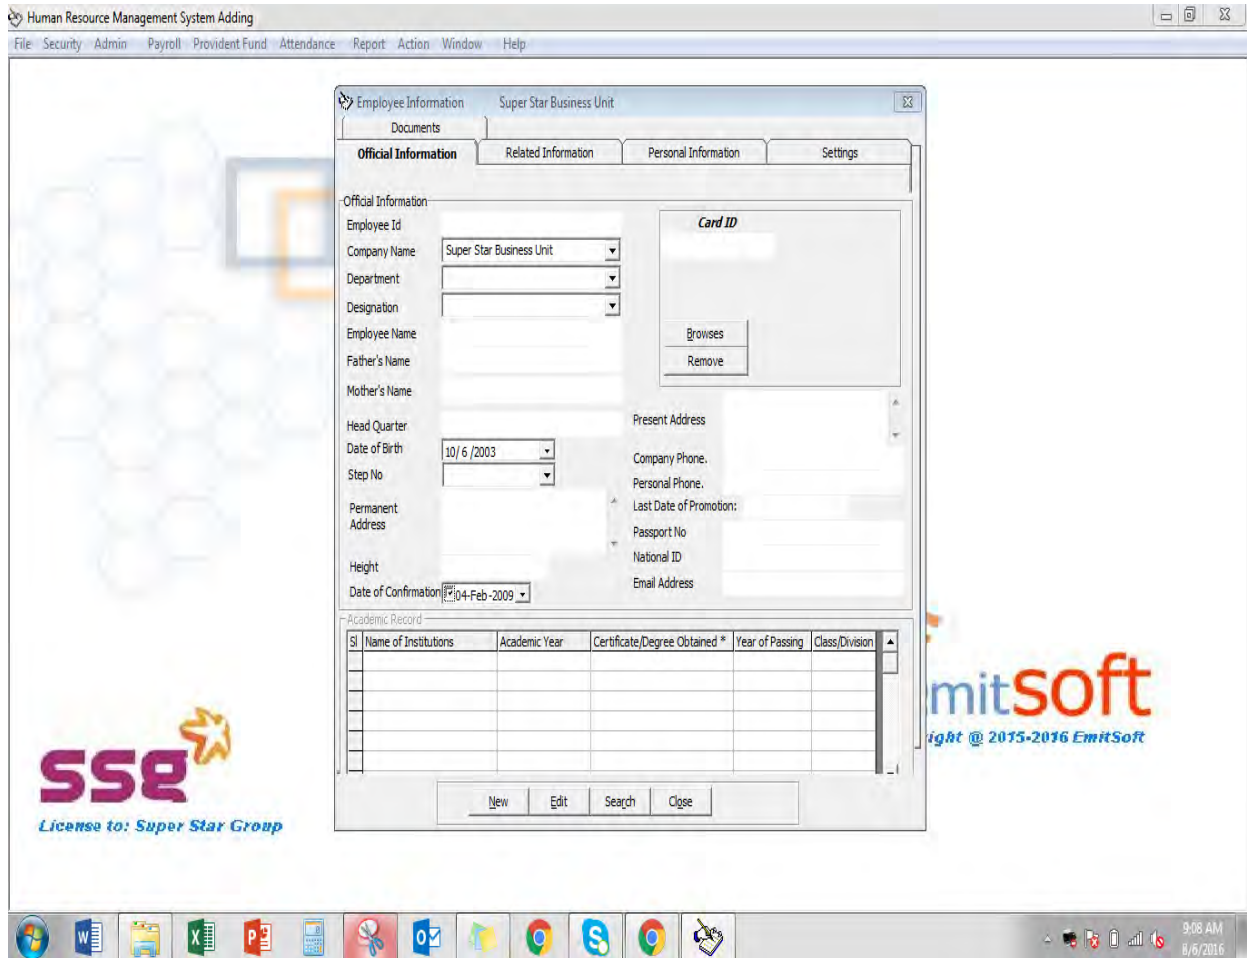 Human Resource Management System Adding
File Security Admin Payroll Provident Fund Attendance Report Action Window Help
Employee Information Super Star Business Unit
Documents
Official Information Related Information Personal Information Settings
Official Information
Employee Id
Card ID
Company Name Super Star Business Unit
Department
Designation
Employee Name
Browses
Father's Name
Remove
Mother's Name
Head Quarter
Present Address
Date of Birth 10/ 6 /2003
Company Phone.
Step No
Personal Phone.
Permanent
Address
Last Date of Promotion:
Passport No
National ID
Height
Email Address
Date of Confirmation 04-Feb-2009
Academic Record
Sl Name of Institutions Academic Year Certificate/Degree Obtained * Year of Passing Class/Division
New Edit Search Close
ssg
License to: Super Star Group
mitSoft
right @ 2015-2016 EmitSoft
9:08 AM
8/6/2016